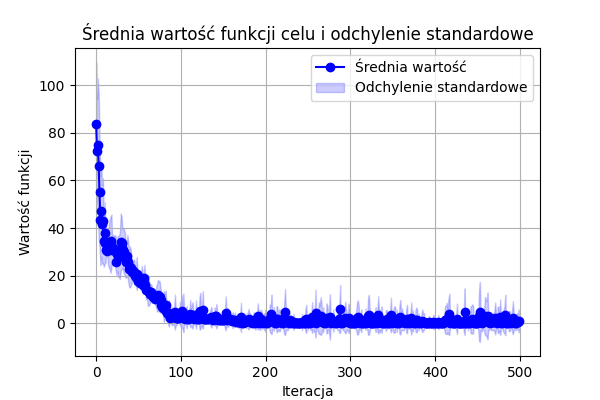 Średnia wartość funkcji celu i odchylenie standardowe
Średnia wartość
Odchylenie standardowe
Wartość funkcji
100
80
60
40
20
0
0 100 200 300 400 500
Iteracja